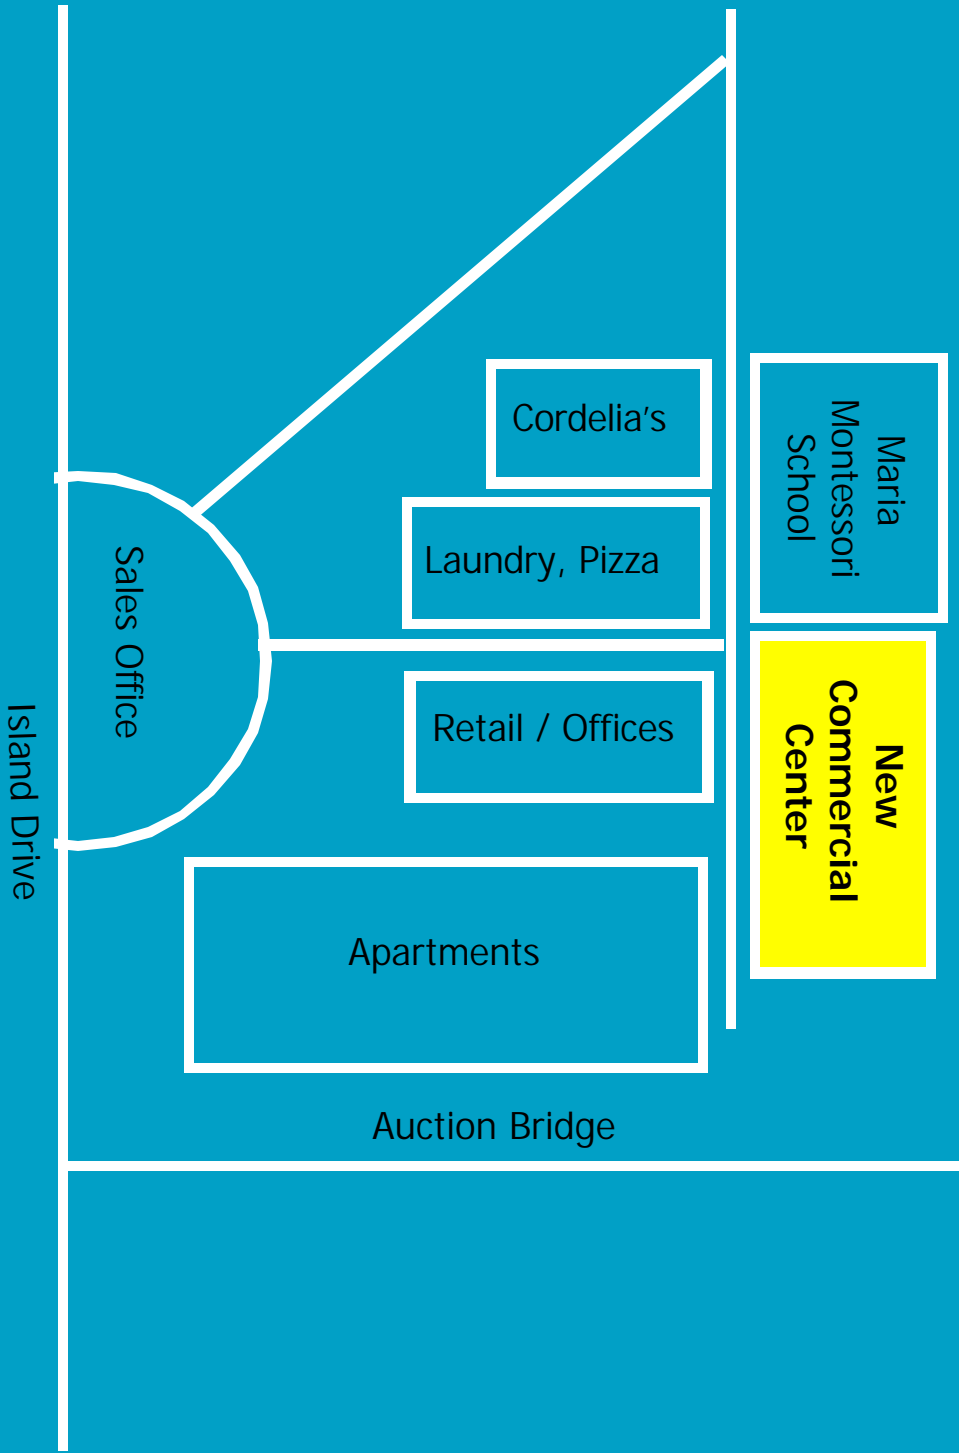 Cordelia's
Maria
Montessori
School
Laundry, Pizza
Sales Office
Retail / Offices
New
Commercial
Center
Island Drive
Apartments
Auction Bridge